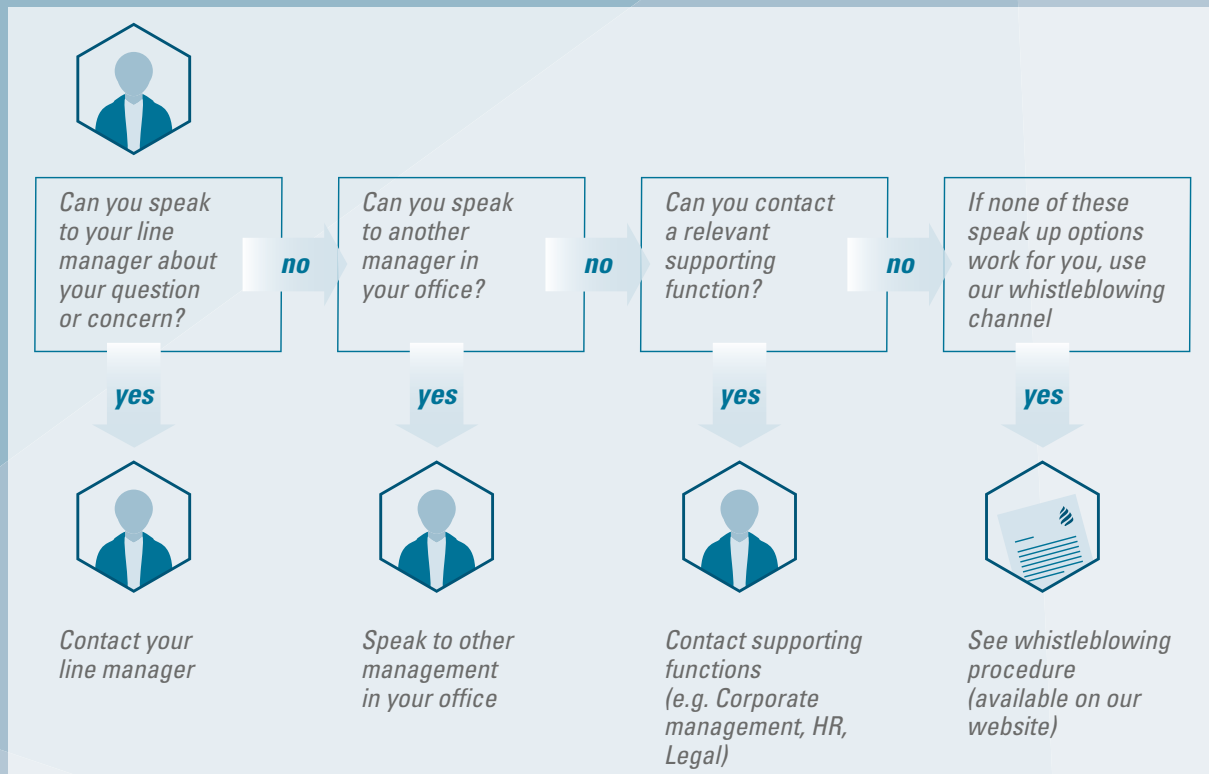 Can you speak
to your line
manager about
your question
or concern?
no
Can you speak
to another
manager in
your office?
no
Can you contact
a relevant
supporting
function?
no
If none of these
speak up options
work for you, use
our whistleblowing
channel
yes
yes
yes
yes
Contact your
line manager
Speak to other
management
in your office
Contact supporting
functions
(e.g. Corporate
management, HR,
Legal)
See whistleblowing
procedure
(available on our
website)